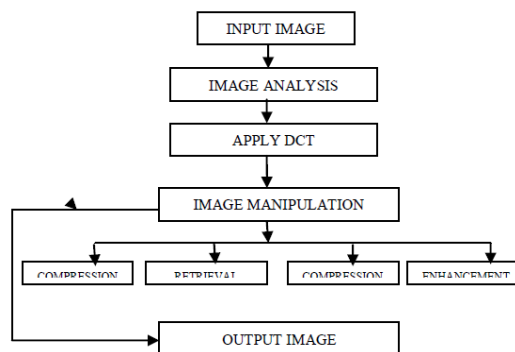 INPUT IMAGE
IMAGE ANALYSIS
APPLY DCT
IMAGE MANIPULATION
COMPRESSION
RETRIEVAL
COMPRESSION
ENHANCEMENT
OUTPUT IMAGE